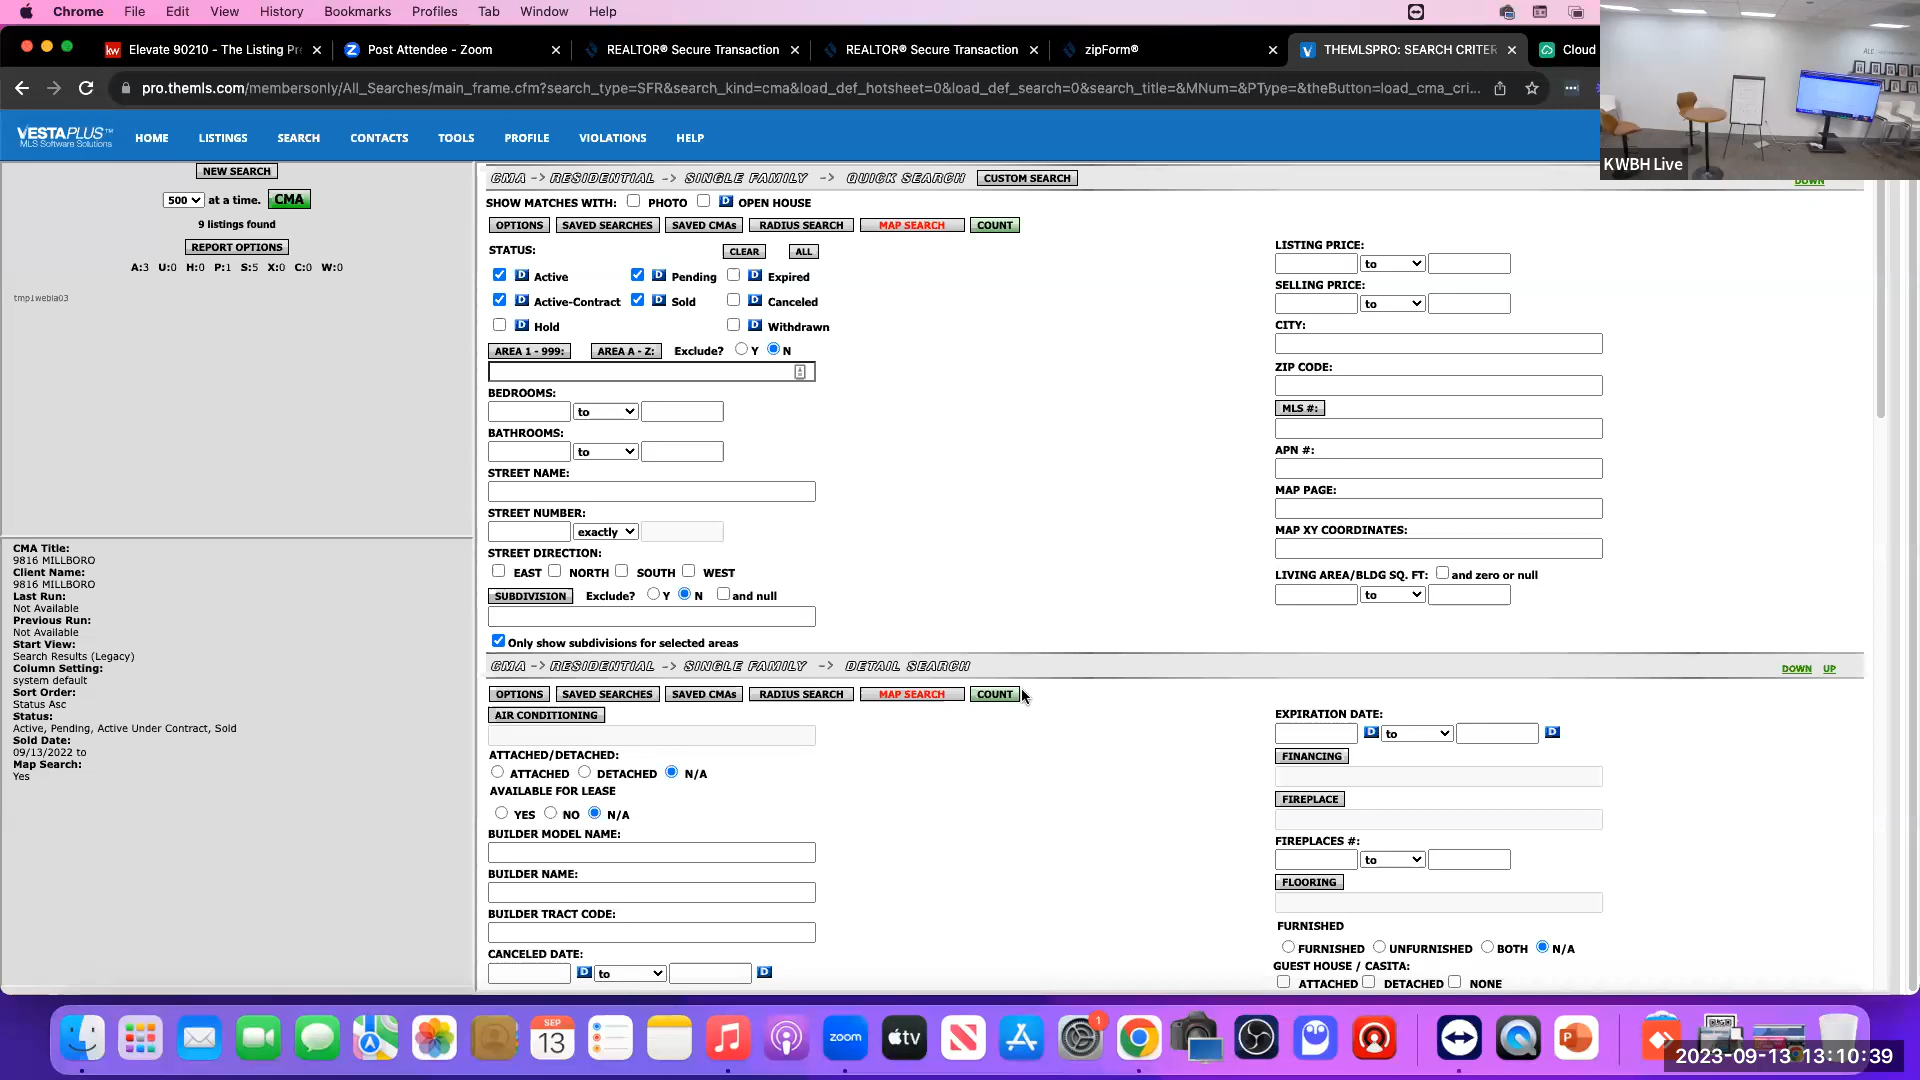 Chrome File Edit View History Bookmarks Profiles Tab Window Help
kw Elevate 90210 - The Listing Pre
Z Post Attendee - Zoom
REALTOR® Secure Transaction
REALTOR® Secure Transaction
zipForm®
THEMLSPRO: SEARCH CRITER
Cloud
pro.themls.com/membersonly/All_Searches/main_frame.cfm?search_type=SFR&search_kind=cma&load_def_hotsheet=0&load_def_search=0&search_title=&MNum=&PType=&theButton=load_cma_cri...
KWBH Live
VESTAPLUS™
MLS Software Solutions
HOME LISTINGS SEARCH CONTACTS TOOLS PROFILE VIOLATIONS HELP
NEW SEARCH
500 at a time. CMA
9 listings found
REPORT OPTIONS
A:3 U:0 H:0 P:1 S:5 X:0 C:0 W:0
tmp1webla03
CMA Title:
9816 MILLBORO
Client Name:
9816 MILLBORO
Last Run:
Not Available
Previous Run:
Not Available
Start View:
Search Results (Legacy)
Column Setting:
system default
Sort Order:
Status Asc
Status:
Active, Pending, Active Under Contract, Sold
Sold Date:
09/13/2022 to
Map Search:
Yes
CMA -> RESIDENTIAL -> SINGLE FAMILY -> QUICK SEARCH CUSTOM SEARCH
DOWN
SHOW MATCHES WITH: PHOTO D OPEN HOUSE
OPTIONS SAVED SEARCHES SAVED CMAs RADIUS SEARCH MAP SEARCH COUNT
STATUS: CLEAR ALL
D Active D Pending D Expired
D Active-Contract D Sold D Canceled
D Hold D Withdrawn
AREA 1 - 999: AREA A - Z: Exclude? Y N
BEDROOMS:
to
BATHROOMS:
to
STREET NAME:
STREET NUMBER:
exactly
STREET DIRECTION:
EAST NORTH SOUTH WEST
SUBDIVISION Exclude? Y N and null
Only show subdivisions for selected areas
LISTING PRICE:
to
SELLING PRICE:
to
CITY:
ZIP CODE:
MLS #:
APN #:
MAP PAGE:
MAP XY COORDINATES:
LIVING AREA/BLDG SQ. FT: and zero or null
to
CMA -> RESIDENTIAL -> SINGLE FAMILY -> DETAIL SEARCH
DOWN UP
OPTIONS SAVED SEARCHES SAVED CMAs RADIUS SEARCH MAP SEARCH COUNT
AIR CONDITIONING
ATTACHED/DETACHED:
ATTACHED DETACHED N/A
AVAILABLE FOR LEASE
YES NO N/A
BUILDER MODEL NAME:
BUILDER NAME:
BUILDER TRACT CODE:
CANCELED DATE:
D to D
EXPIRATION DATE:
D to D
FINANCING
FIREPLACE
FIREPLACES #:
to
FLOORING
FURNISHED
FURNISHED UNFURNISHED BOTH N/A
GUEST HOUSE / CASITA:
ATTACHED DETACHED NONE
SEP
13
zoom
tv
1
2023-09-13 13:10:39